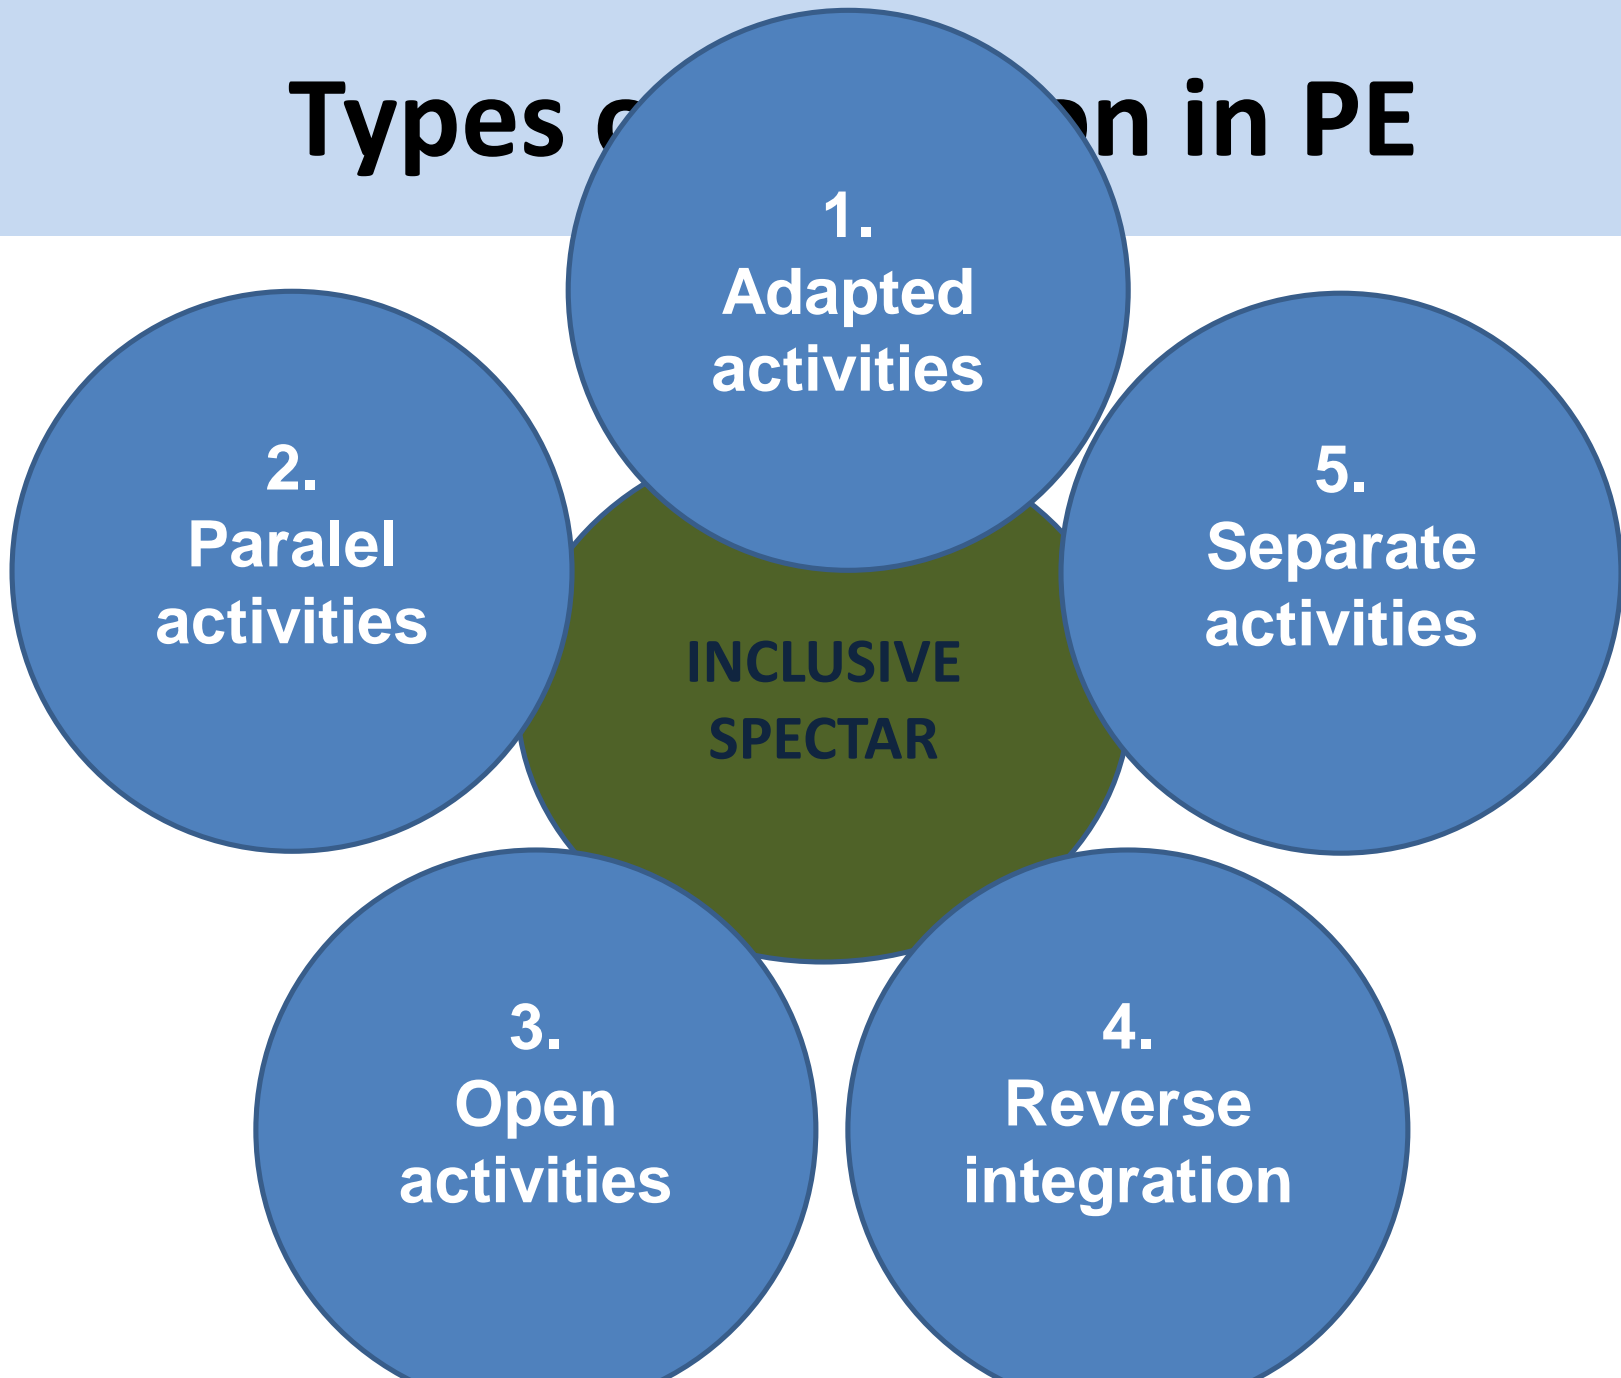 Types in PE
1.
Adapted
activities
2.
Paralel
activities
5.
Separate
activities
INCLUSIVE
SPECTAR
3.
Open
activities
4.
Reverse
integration